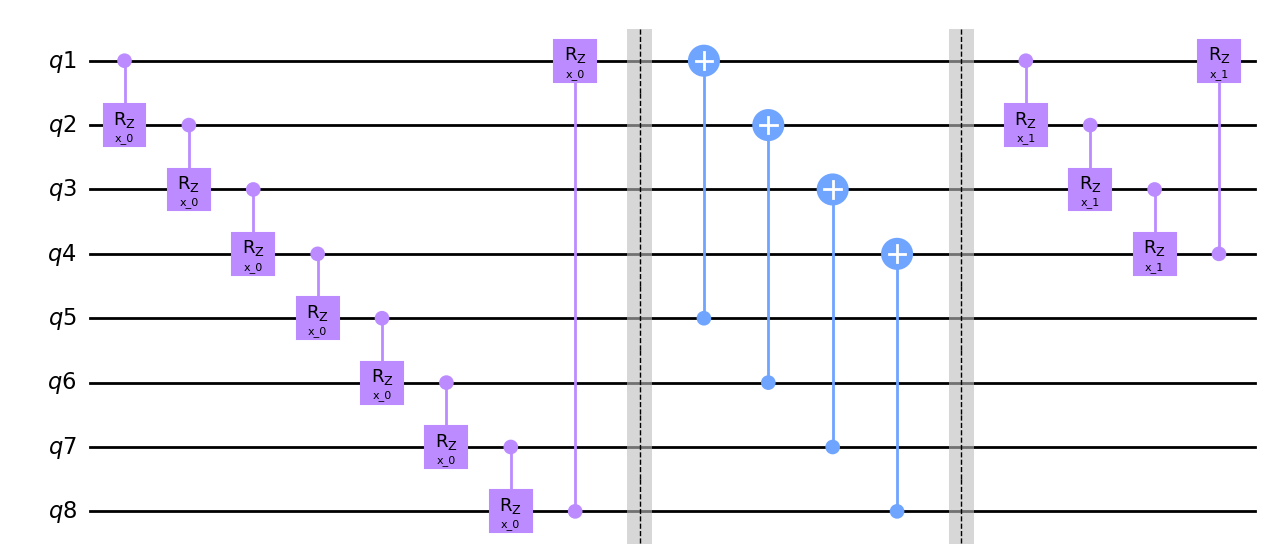 q1 R_Z x_0 R_Z x_1
q2 R_Z x_0 R_Z x_1
q3 R_Z x_0 R_Z x_1
q4 R_Z x_0 R_Z x_1
q5 R_Z x_0
q6 R_Z x_0
q7 R_Z x_0
q8 R_Z x_0